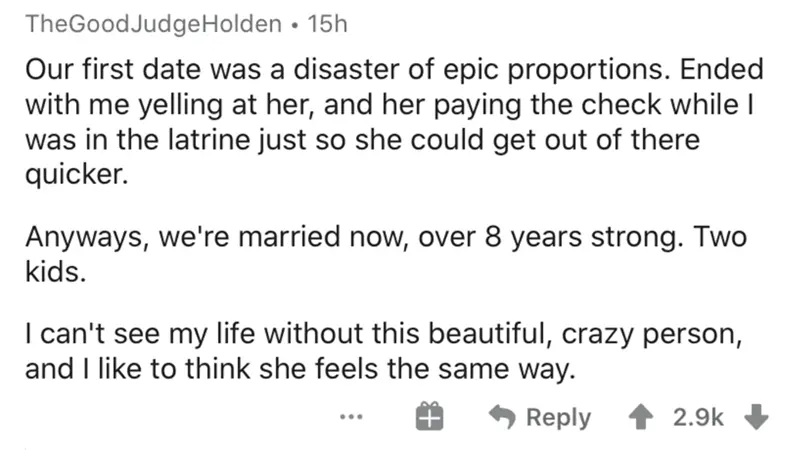 TheGoodJudgeHolden • 15h
Our first date was a disaster of epic proportions. Ended
with me yelling at her, and her paying the check while I
was in the latrine just so she could get out of there
quicker.
Anyways, we're married now, over 8 years strong. Two
kids.
I can't see my life without this beautiful, crazy person,
and I like to think she feels the same way.
... Reply 2.9k